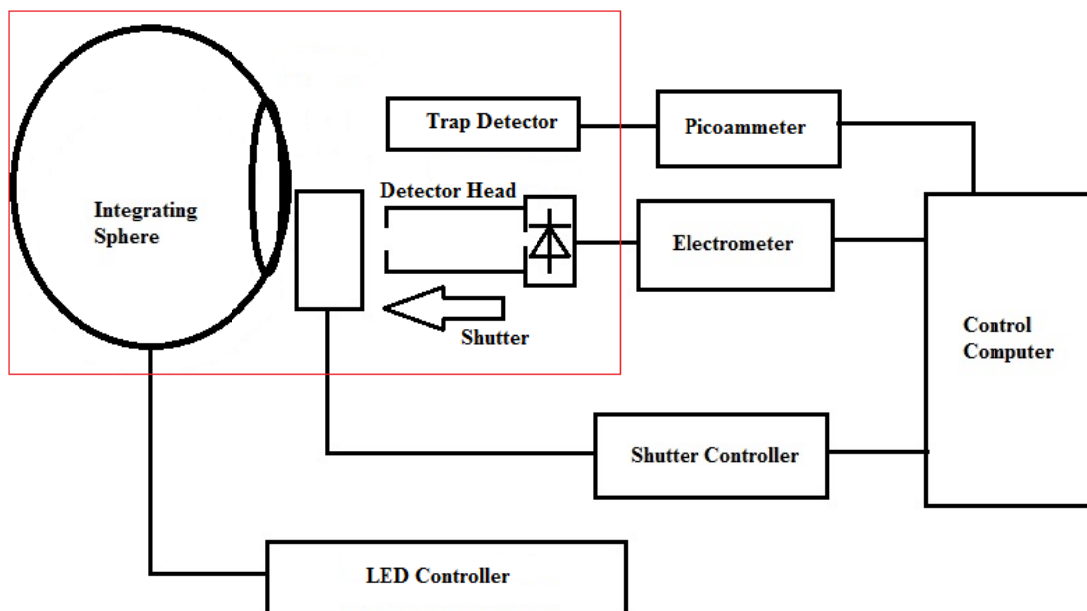 Trap Detector
Picoammeter
Detector Head
Integrating
Sphere
Electrometer
Shutter
Control
Computer
Shutter Controller
LED Controller